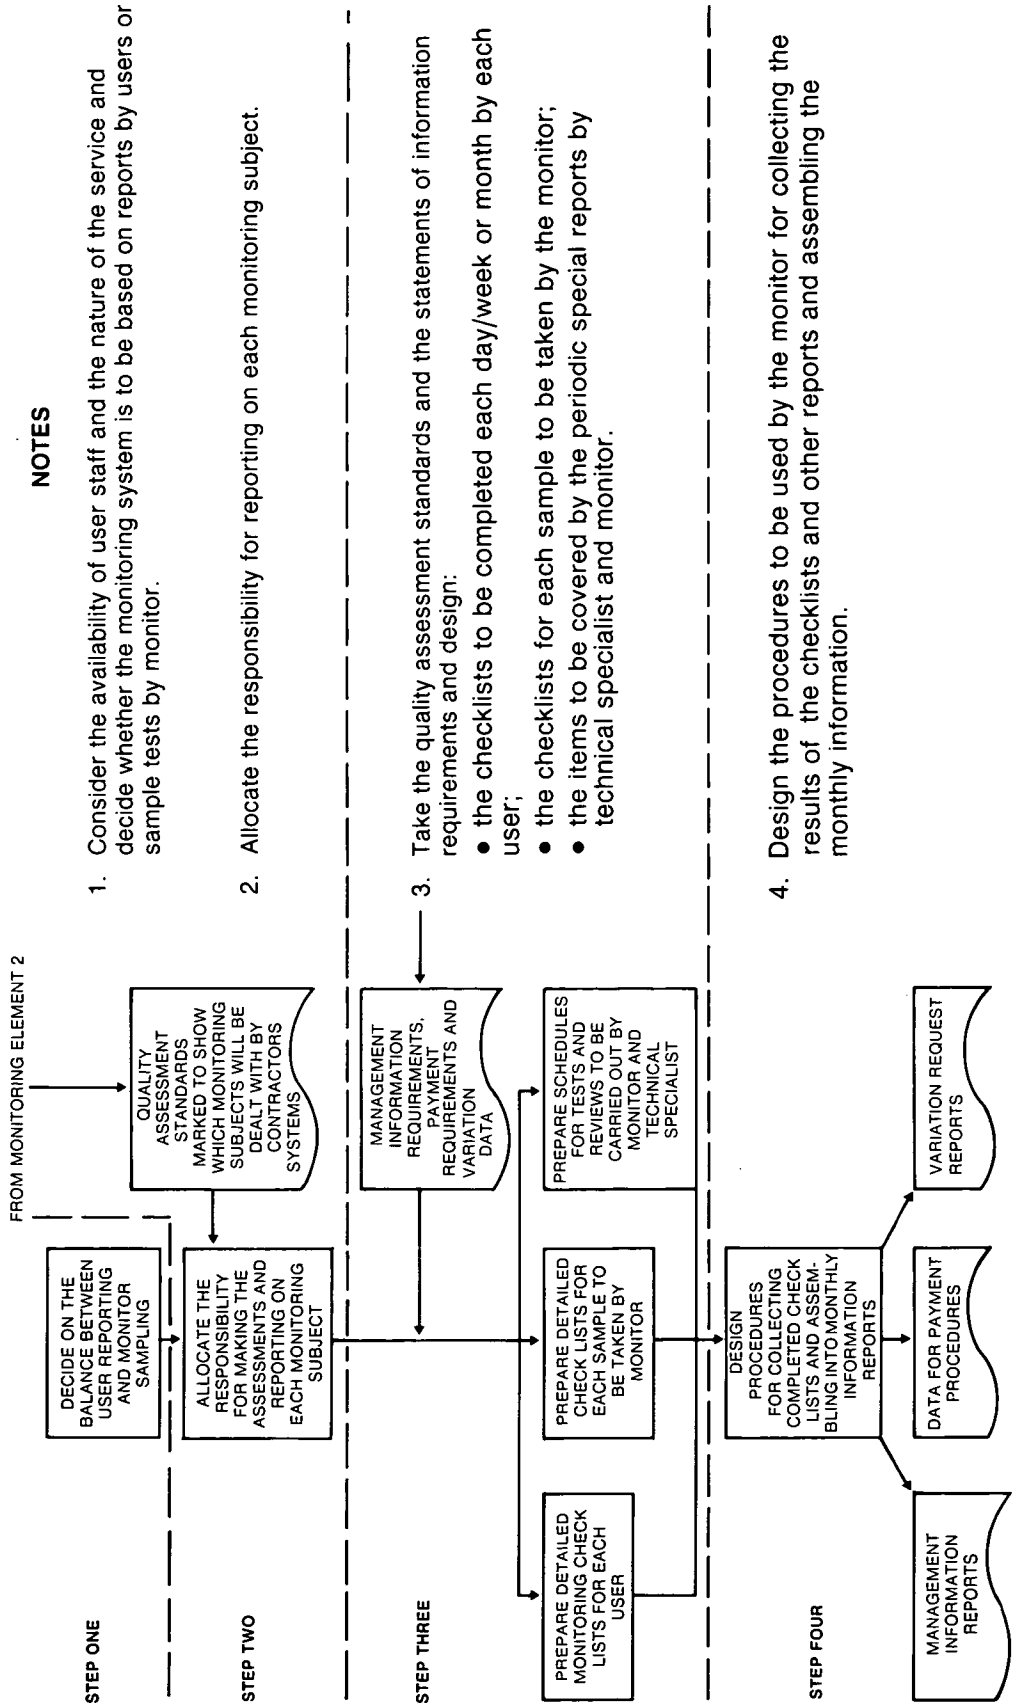 NOTES
FROM MONITORING ELEMENT 2
STEP ONE
DECIDE ON THE
BALANCE BETWEEN
USER REPORTING
AND MONITOR
SAMPLING
1. Consider the availability of user staff and the nature of the service and
decide whether the monitoring system is to be based on reports by users or
sample tests by monitor.
STEP TWO
ALLOCATE THE
RESPONSIBILITY
FOR MAKING THE
ASSESSMENTS AND
REPORTING ON
EACH MONITORING
SUBJECT
QUALITY
ASSESSMENT
STANDARDS
MARKED TO SHOW
WHICH MONITORING
SUBJECTS WILL BE
DEALT WITH BY
CONTRACTORS
SYSTEMS
2. Allocate the responsibility for reporting on each monitoring subject.
STEP THREE
MANAGEMENT
INFORMATION
REQUIREMENTS,
PAYMENT
REQUIREMENTS AND
VARIATION
DATA
3. Take the quality assessment standards and the statements of information
requirements and design:
● the checklists to be completed each day/week or month by each
user;
● the checklists for each sample to be taken by the monitor;
● the items to be covered by the periodic special reports by
technical specialist and monitor.
PREPARE DETAILED
MONITORING CHECK
LISTS FOR EACH
USER
PREPARE DETAILED
CHECK LISTS FOR
EACH SAMPLE TO
BE TAKEN BY
MONITOR
PREPARE SCHEDULES
FOR TESTS AND
REVIEWS TO BE
CARRIED OUT BY
MONITOR AND
TECHNICAL
SPECIALIST
STEP FOUR
DESIGN
PROCEDURES
FOR COLLECTING
COMPLETED CHECK
LISTS AND ASSEM-
BLING INTO MONTHLY
INFORMATION
REPORTS
4. Design the procedures to be used by the monitor for collecting the
results of the checklists and other reports and assembling the
monthly information.
MANAGEMENT
INFORMATION
REPORTS
DATA FOR PAYMENT
PROCEDURES
VARIATION REQUEST
REPORTS